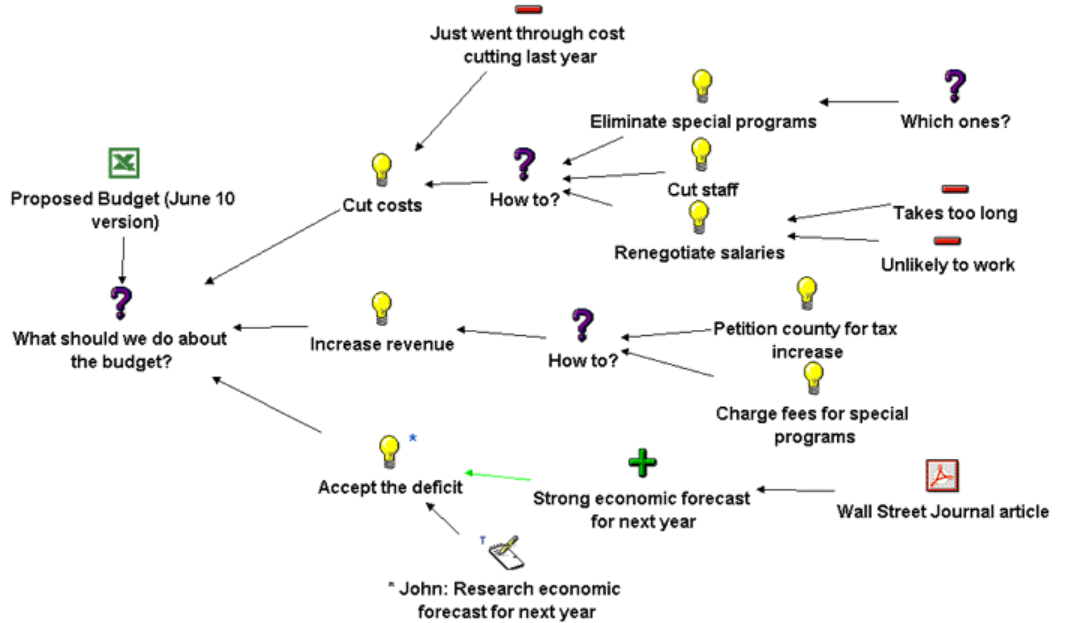 Just went through cost
cutting last year
Eliminate special programs
Which ones?
Proposed Budget (June 10
version)
Cut costs
How to?
Cut staff
Renegotiate salaries
Takes too long
Unlikely to work
What should we do about
the budget?
Increase revenue
How to?
Petition county for tax
increase
Charge fees for special
programs
*
Accept the deficit
Strong economic forecast
for next year
Wall Street Journal article
T
* John: Research economic
forecast for next year